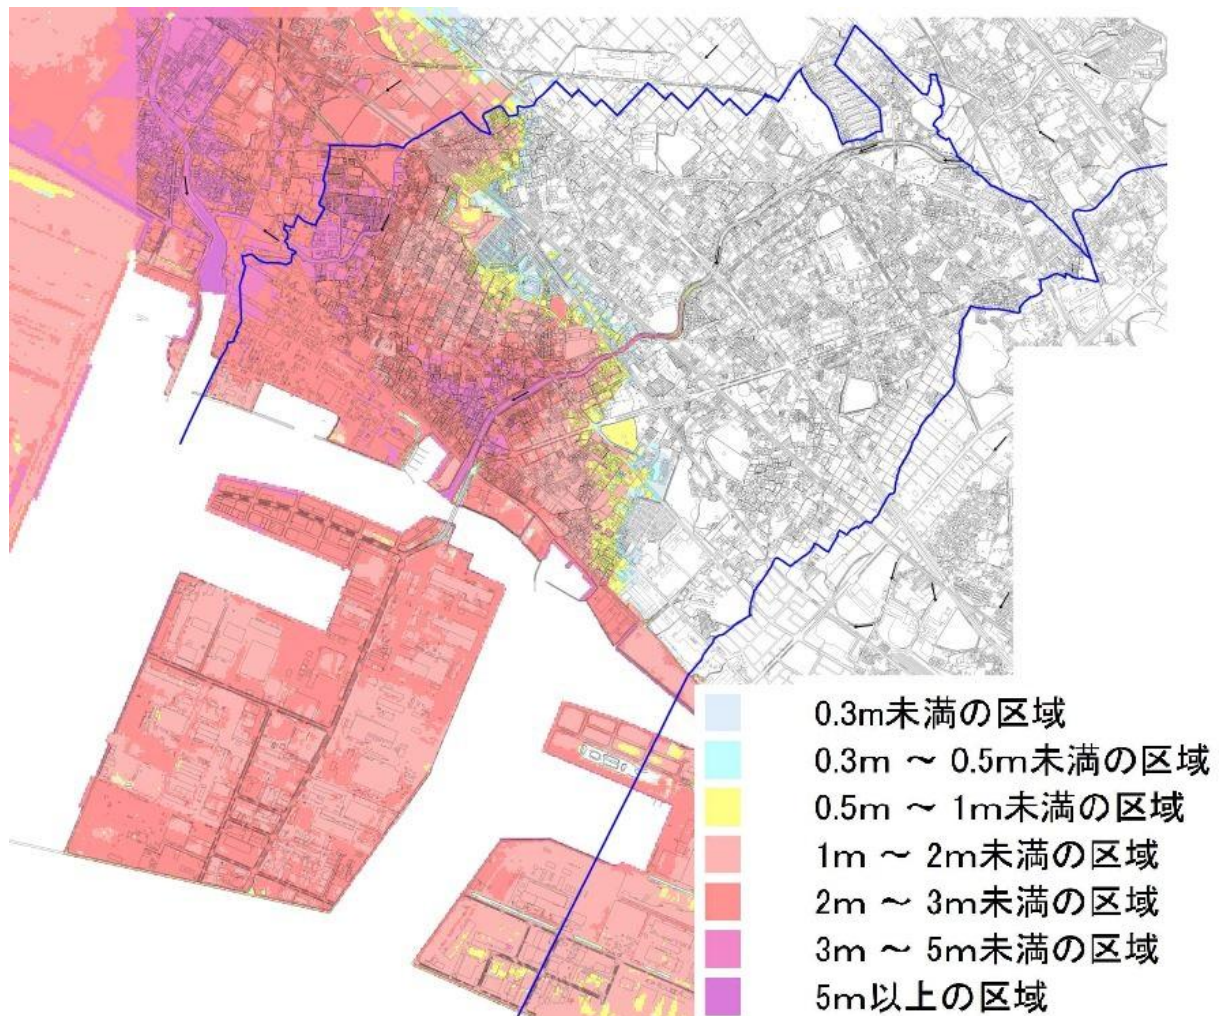 0.3m未満の区域
0.3m ～ 0.5m未満の区域
0.5m ～ 1m未満の区域
1m ～ 2m未満の区域
2m ～ 3m未満の区域
3m ～ 5m未満の区域
5m以上の区域